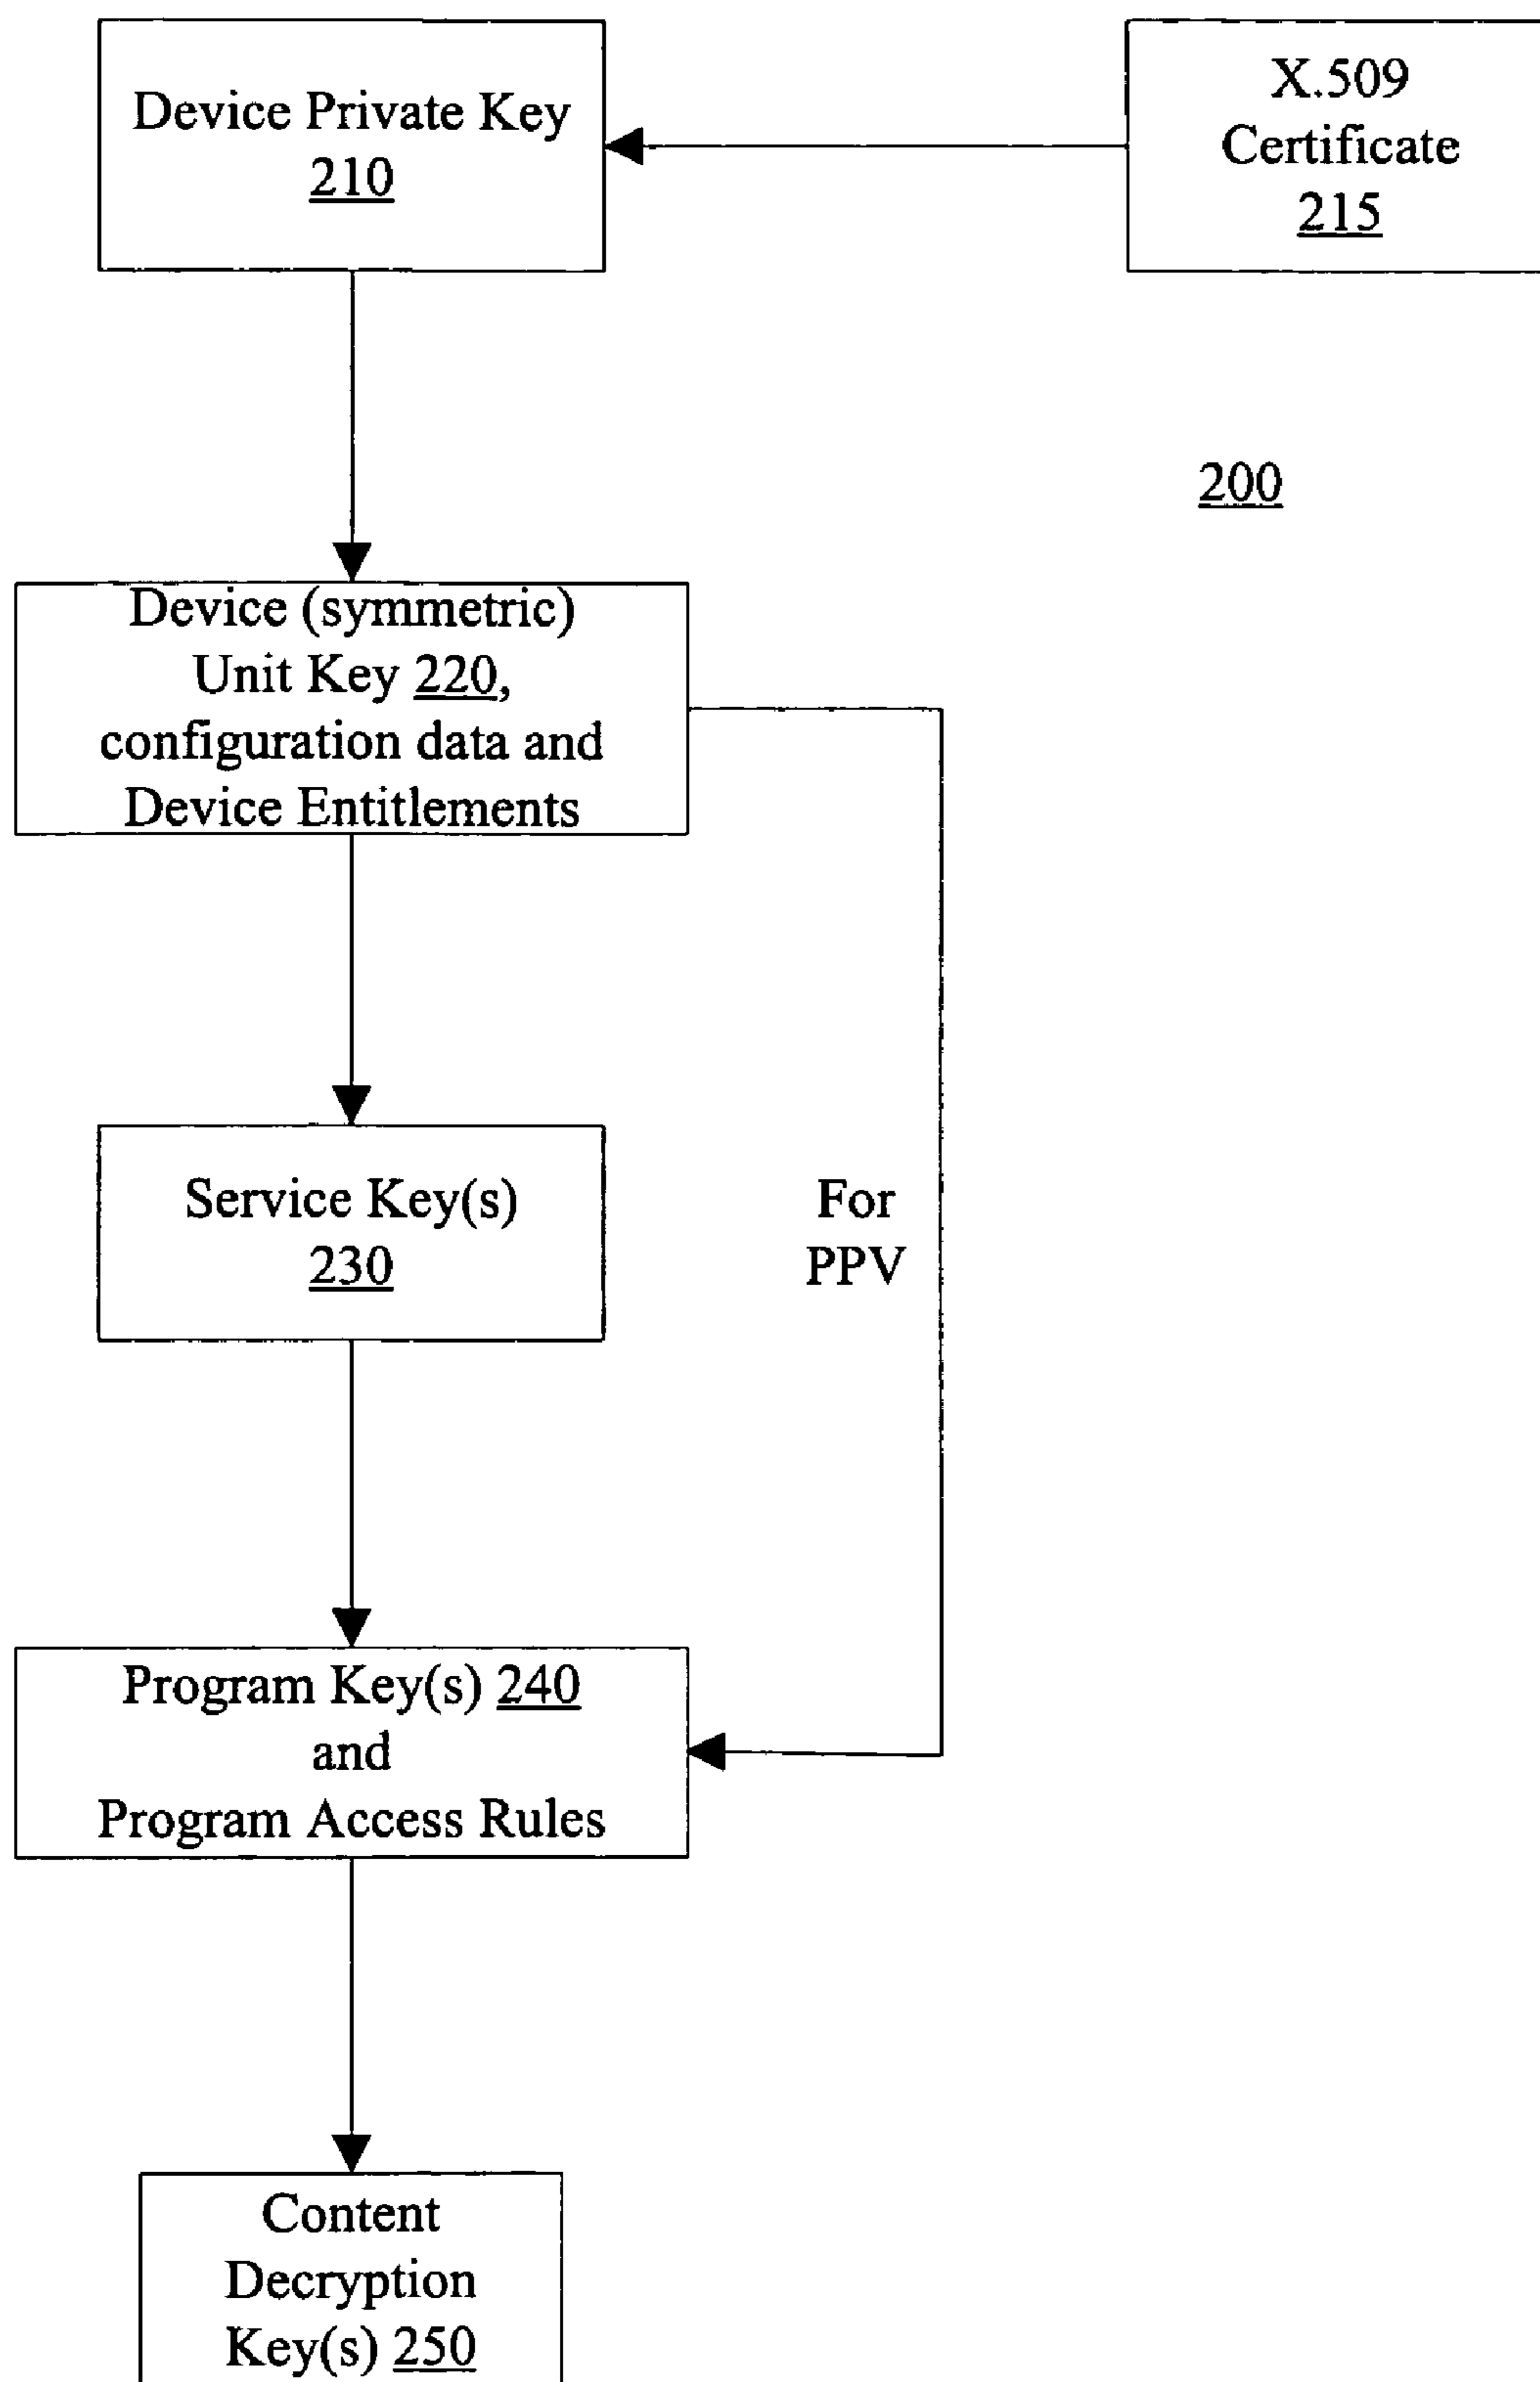 Device Private Key
210
X.509
Certificate
215
200
Device (symmetric)
Unit Key 220,
configuration data and
Device Entitlements
Service Key(s)
230
For
PPV
Program Key(s) 240
and
Program Access Rules
Content
Decryption
Key(s) 250